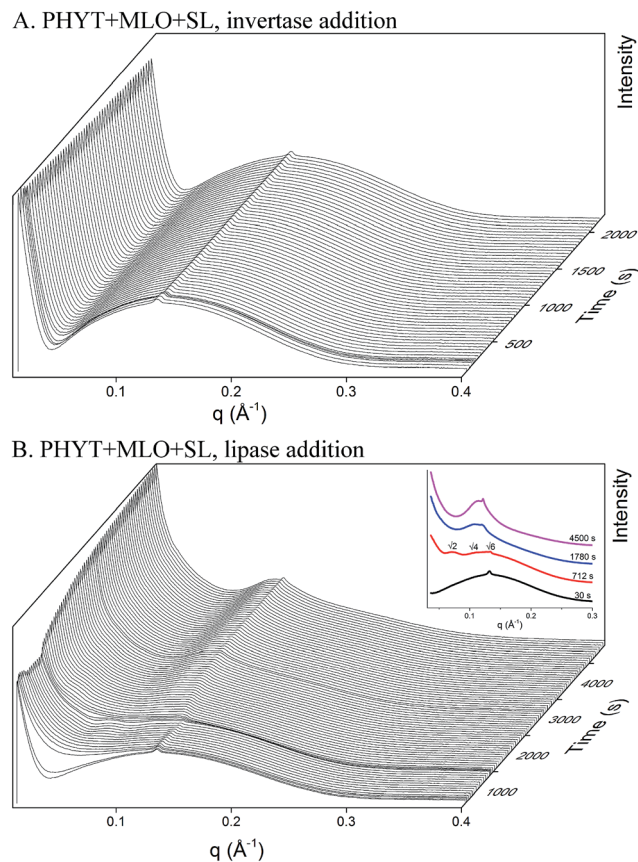 A. PHYT+MLO+SL, invertase addition
Intensity
2000
1500
1000
500
Time (s)
0.1 0.2 0.3 0.4
q (Å⁻¹)
B. PHYT+MLO+SL, lipase addition
Intensity
4500 s
1780 s
√2 √4 √6
712 s
30 s
0.1 0.2 0.3
q (Å⁻¹)
4000
3000
2000
1000
Time (s)
0.1 0.2 0.3 0.4
q (Å⁻¹)